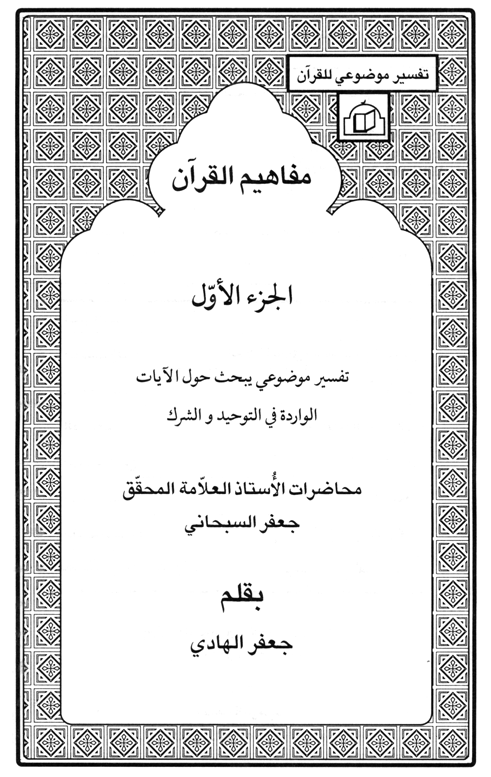 تفسير موضوعي للقرآن
مفاهيم القرآن
الجزء الأوّل
تفسير موضوعي يبحث حول الآيات
الواردة في التوحيد و الشرك
محاضرات الأُستاذ العلاّمة المحقّق
جعفر السبحاني
بقلم
جعفر الهادي